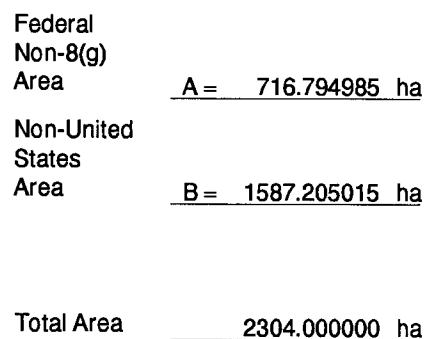 Federal
Non-8(g)
Area A = 716.794985 ha
Non-United
States
Area B = 1587.205015 ha
Total Area 2304.000000 ha